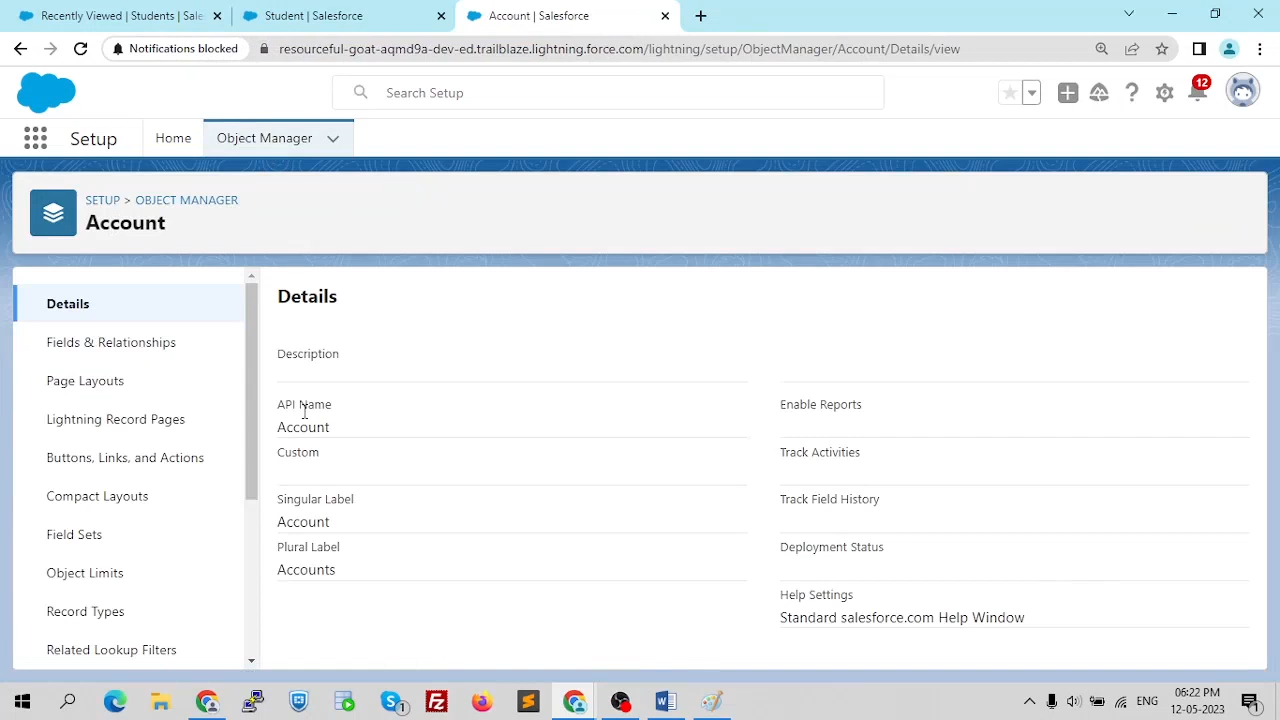 Recently Viewed | Students | Sale
Student | Salesforce
Account | Salesforce
Notifications blocked
resourceful-goat-aqmd9a-dev-ed.trailblaze.lightning.force.com/lightning/setup/ObjectManager/Account/Details/view
Search Setup
12
Setup
Home
Object Manager
SETUP > OBJECT MANAGER
Account
Details
Fields & Relationships
Page Layouts
Lightning Record Pages
Buttons, Links, and Actions
Compact Layouts
Field Sets
Object Limits
Record Types
Related Lookup Filters
Details
Description
API Name
Account
Custom
Singular Label
Account
Plural Label
Accounts
Enable Reports
Track Activities
Track Field History
Deployment Status
Help Settings
Standard salesforce.com Help Window
06:22 PM
12-05-2023